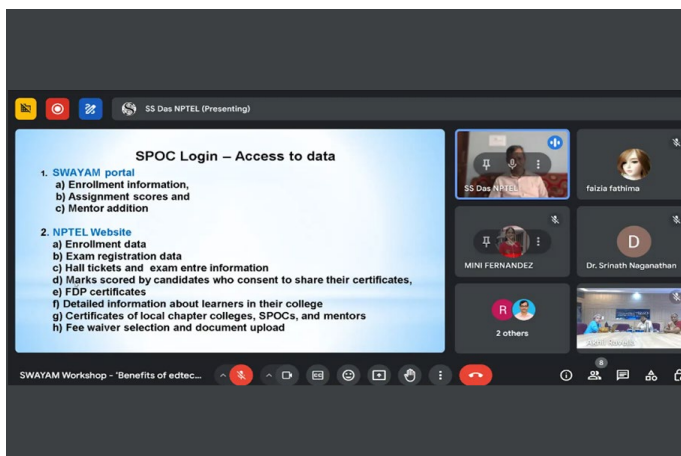 SS Das NPTEL (Presenting)
SPOC Login – Access to data
1. SWAYAM portal
a) Enrollment information,
b) Assignment scores and
c) Mentor addition
2. NPTEL Website
a) Enrollment data
b) Exam registration data
c) Hall tickets and exam entre information
d) Marks scored by candidates who consent to share their certificates,
e) FDP certificates
f) Detailed information about learners in their college
g) Certificates of local chapter colleges, SPOCs, and mentors
h) Fee waiver selection and document upload
SS Das NPTEL
faizia fathima
MINI FERNANDEZ
D
Dr. Srinath Naganathan
R
2 others
SWAYAM Workshop - 'Benefits of edtec...
CC
8